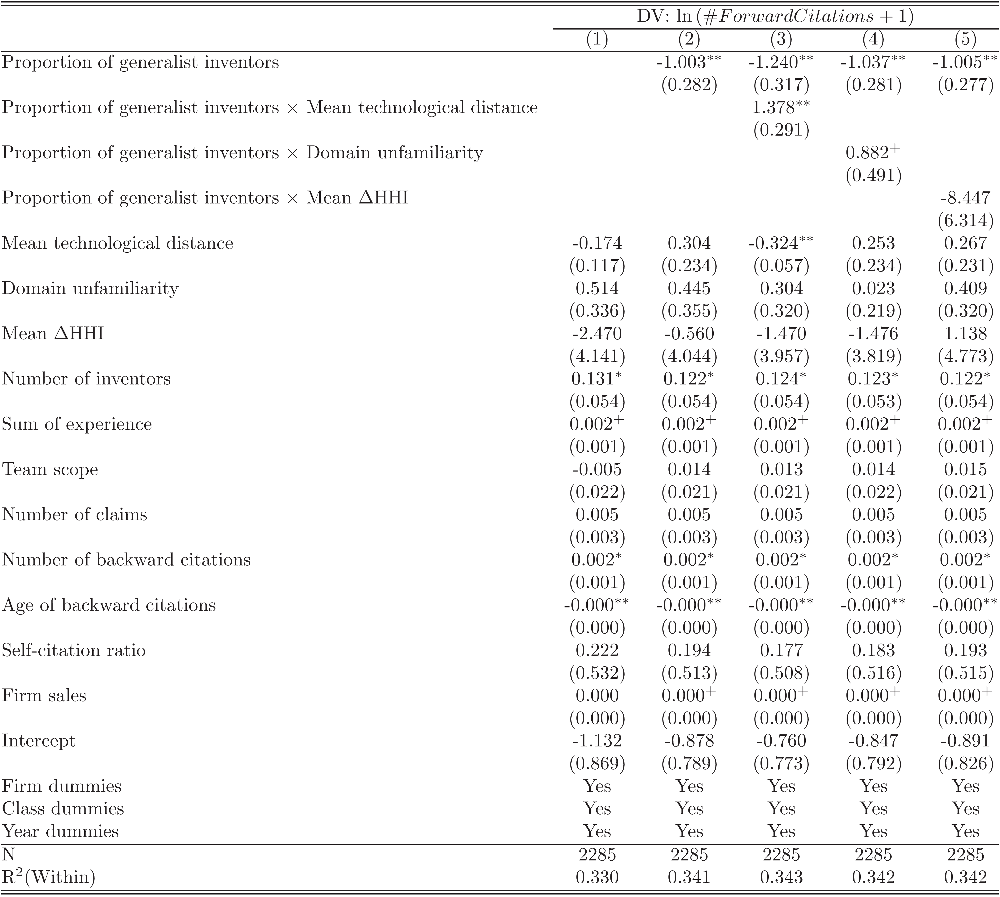 DV: ln (#ForwardCitations + 1)
(1) (2) (3) (4) (5)
Proportion of generalist inventors -1.003** -1.240** -1.037** -1.005**
(0.282) (0.317) (0.281) (0.277)
Proportion of generalist inventors × Mean technological distance 1.378**
(0.291)
Proportion of generalist inventors × Domain unfamiliarity 0.882+
(0.491)
Proportion of generalist inventors × Mean ΔHHI -8.447
(6.314)
Mean technological distance -0.174 0.304 -0.324** 0.253 0.267
(0.117) (0.234) (0.057) (0.234) (0.231)
Domain unfamiliarity 0.514 0.445 0.304 0.023 0.409
(0.336) (0.355) (0.320) (0.219) (0.320)
Mean ΔHHI -2.470 -0.560 -1.470 -1.476 1.138
(4.141) (4.044) (3.957) (3.819) (4.773)
Number of inventors 0.131* 0.122* 0.124* 0.123* 0.122*
(0.054) (0.054) (0.054) (0.053) (0.054)
Sum of experience 0.002+ 0.002+ 0.002+ 0.002+ 0.002+
(0.001) (0.001) (0.001) (0.001) (0.001)
Team scope -0.005 0.014 0.013 0.014 0.015
(0.022) (0.021) (0.021) (0.022) (0.021)
Number of claims 0.005 0.005 0.005 0.005 0.005
(0.003) (0.003) (0.003) (0.003) (0.003)
Number of backward citations 0.002* 0.002* 0.002* 0.002* 0.002*
(0.001) (0.001) (0.001) (0.001) (0.001)
Age of backward citations -0.000** -0.000** -0.000** -0.000** -0.000**
(0.000) (0.000) (0.000) (0.000) (0.000)
Self-citation ratio 0.222 0.194 0.177 0.183 0.193
(0.532) (0.513) (0.508) (0.516) (0.515)
Firm sales 0.000 0.000+ 0.000+ 0.000+ 0.000+
(0.000) (0.000) (0.000) (0.000) (0.000)
Intercept -1.132 -0.878 -0.760 -0.847 -0.891
(0.869) (0.789) (0.773) (0.792) (0.826)
Firm dummies Yes Yes Yes Yes Yes
Class dummies Yes Yes Yes Yes Yes
Year dummies Yes Yes Yes Yes Yes
N 2285 2285 2285 2285 2285
R²(Within) 0.330 0.341 0.343 0.342 0.342